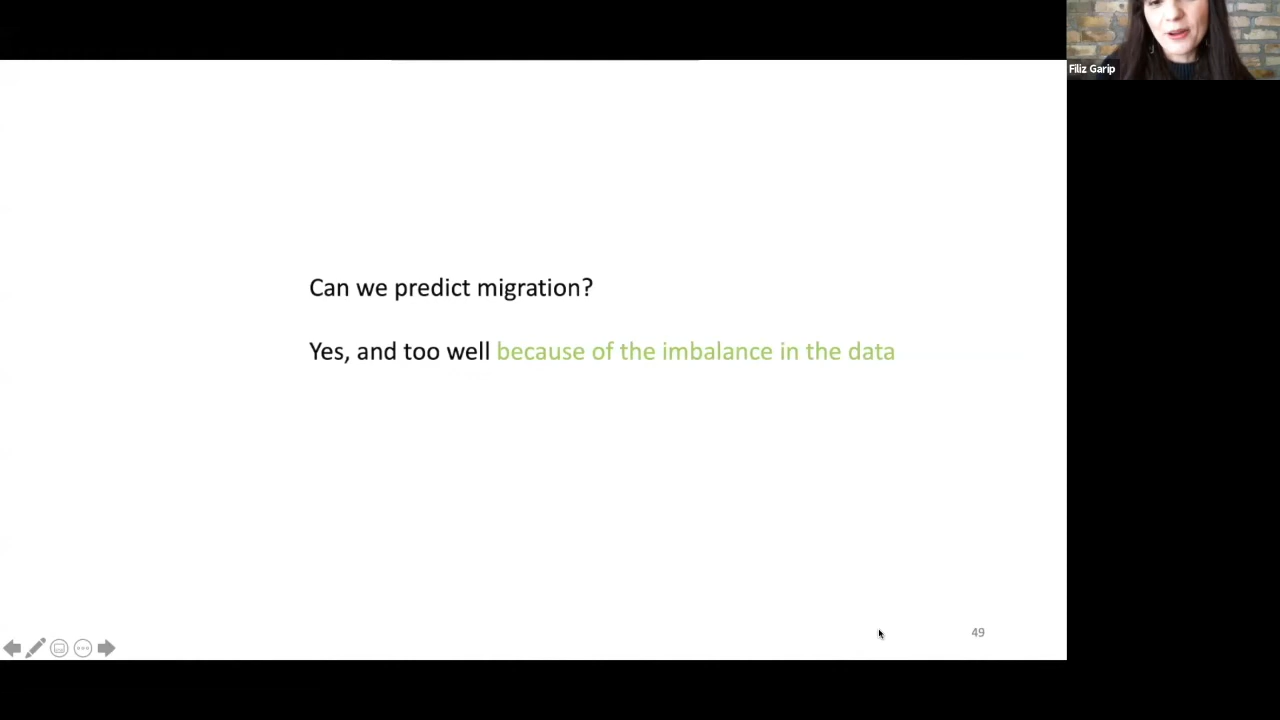 Filiz Garip
Can we predict migration?
Yes, and too well because of the imbalance in the data
49